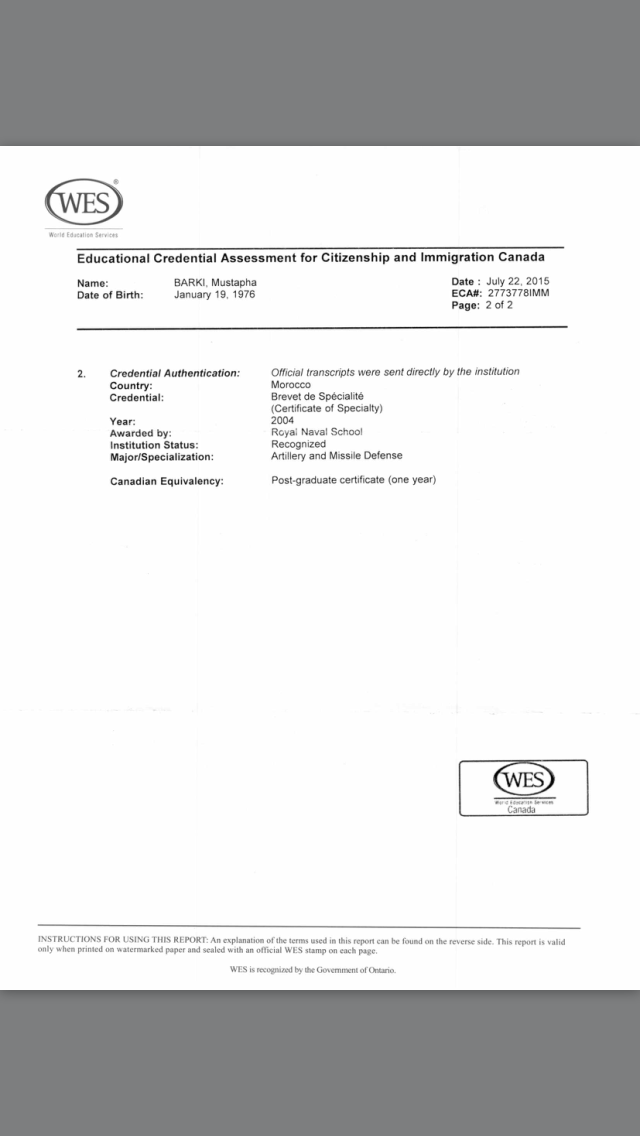 WES®
World Education Services
Educational Credential Assessment for Citizenship and Immigration Canada
Name: BARKI, Mustapha Date : July 22, 2015
Date of Birth: January 19, 1976 ECA#: 2773778IMM
Page: 2 of 2
2. Credential Authentication: Official transcripts were sent directly by the institution
Country: Morocco
Credential: Brevet de Spécialité
(Certificate of Specialty)
Year: 2004
Awarded by: Royal Naval School
Institution Status: Recognized
Major/Specialization: Artillery and Missile Defense
Canadian Equivalency: Post-graduate certificate (one year)
WES
World Education Services
Canada
INSTRUCTIONS FOR USING THIS REPORT: An explanation of the terms used in this report can be found on the reverse side. This report is valid
only when printed on watermarked paper and sealed with an official WES stamp on each page.
WES is recognized by the Government of Ontario.